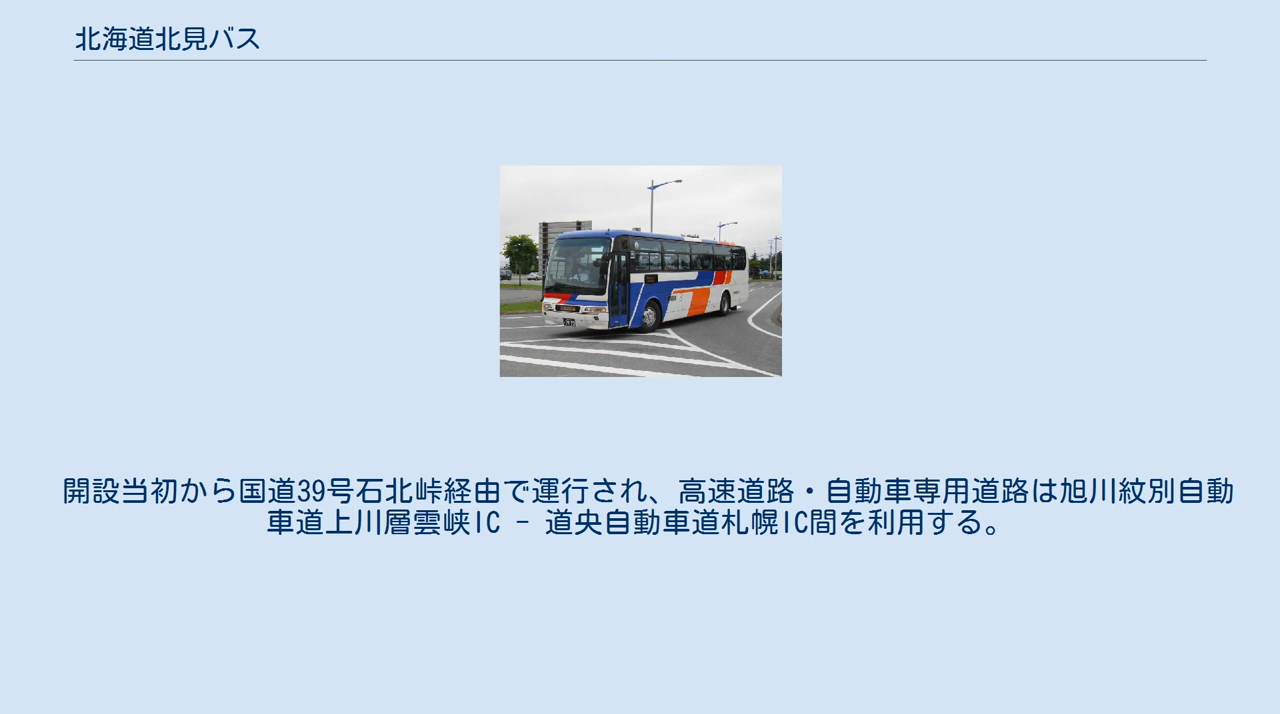 北海道北見バス
開設当初から国道39号石北峠経由で運行され、高速道路・自動車専用道路は旭川紋別自動
車道上川層雲峡IC － 道央自動車道札幌IC間を利用する。